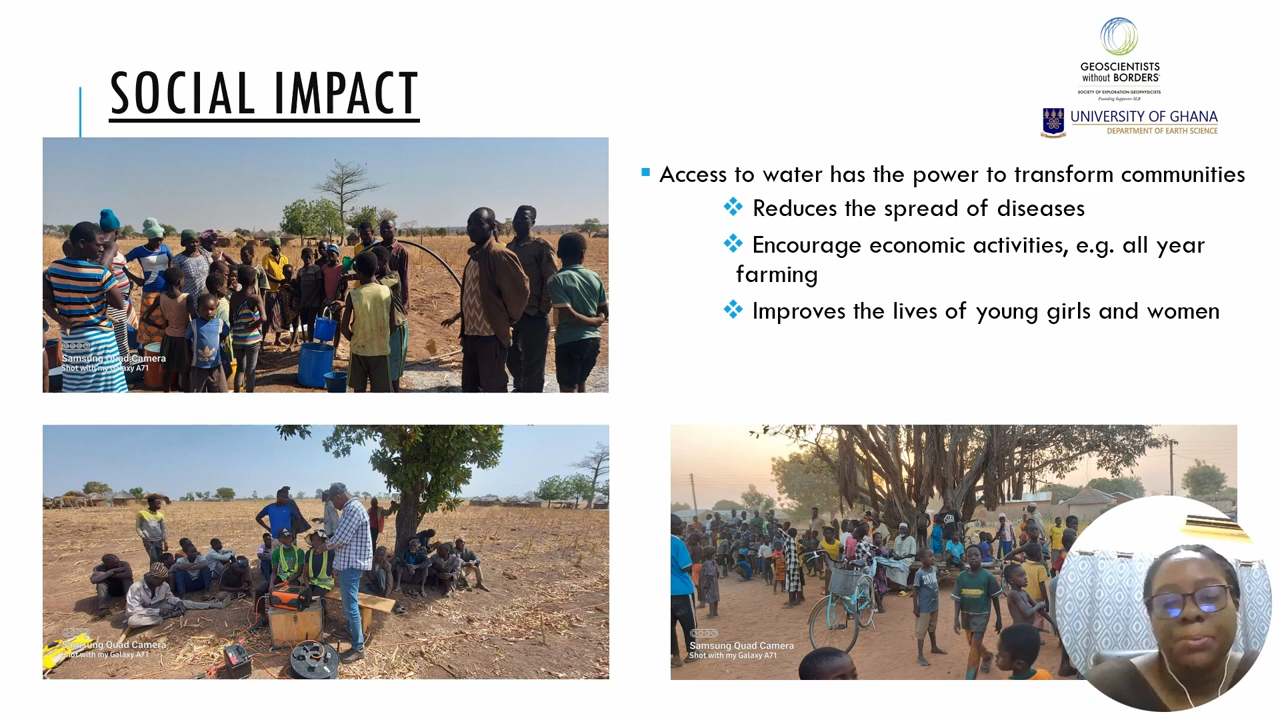 SOCIAL IMPACT
GEOSCIENTISTS
without BORDERS
SOCIETY OF EXPLORATION GEOPHYSICISTS
Founding Supporter SLB
UNIVERSITY OF GHANA
DEPARTMENT OF EARTH SCIENCE
Access to water has the power to transform communities
Reduces the spread of diseases
Encourage economic activities, e.g. all year
farming
Improves the lives of young girls and women
Samsung Quad Camera
Shot with my Galaxy A71
Samsung Quad Camera
Shot with my Galaxy A71
Samsung Quad Camera
Shot with my Galaxy A71